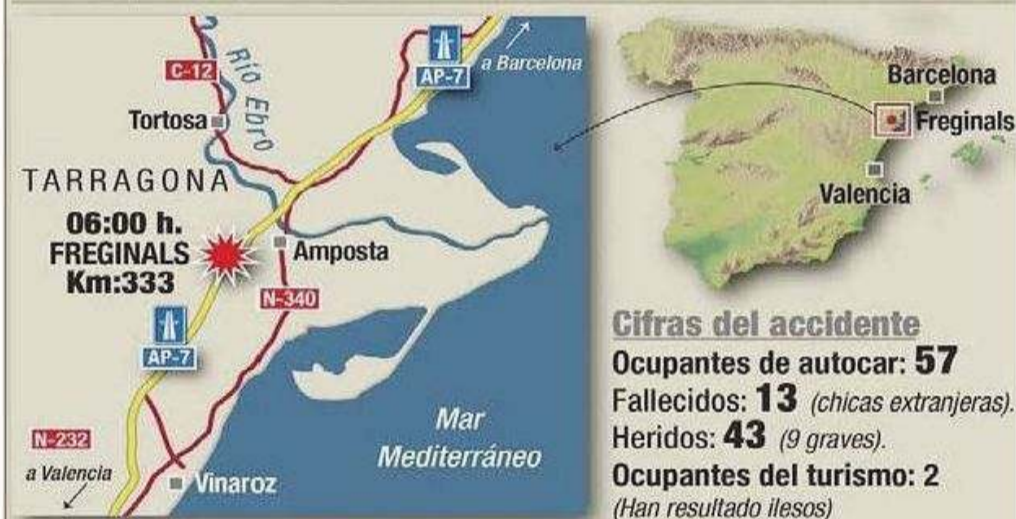 C-12
Río Ebro
AP-7
a Barcelona
Tortosa
TARRAGONA
06:00 h.
FREGINALS
Km:333
Amposta
N-340
AP-7
Mar
Mediterráneo
N-232
a Valencia
Vinaroz
Barcelona
Freginals
Valencia
Cifras del accidente
Ocupantes de autocar: 57
Fallecidos: 13 (chicas extranjeras).
Heridos: 43 (9 graves).
Ocupantes del turismo: 2
(Han resultado ilesos)